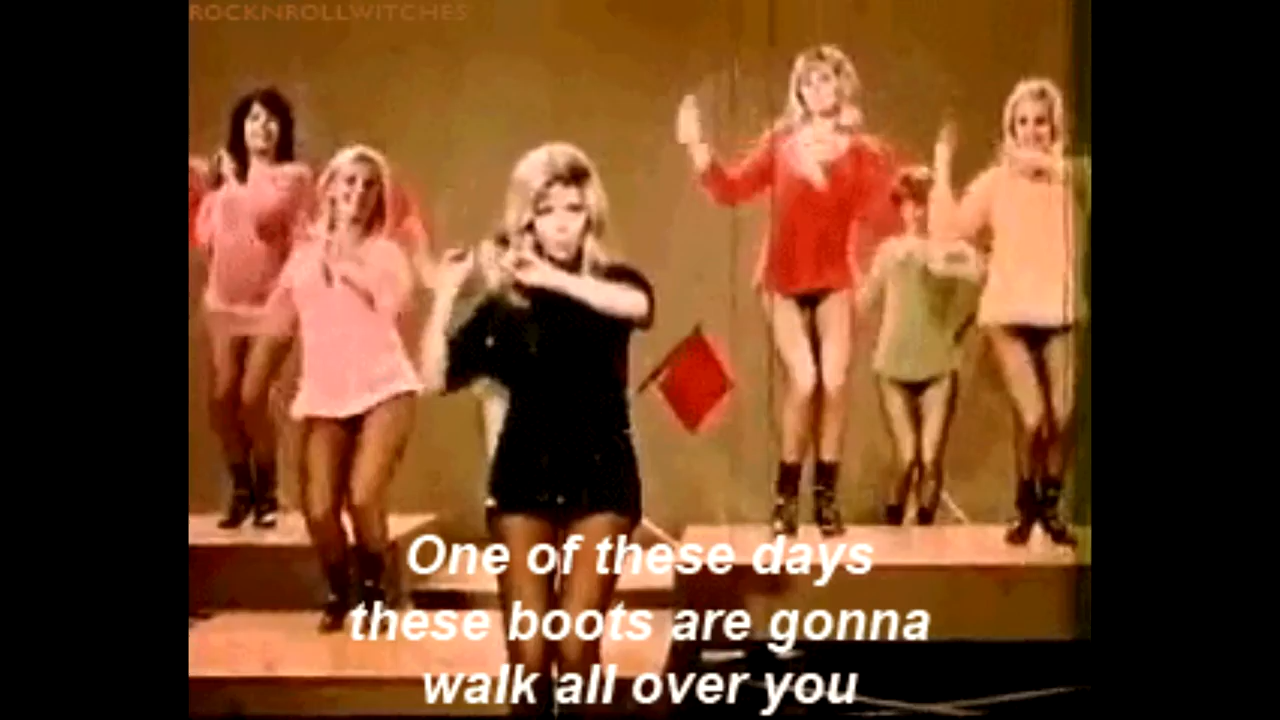 ROCKNROLLWITCHES
One of these days
these boots are gonna
walk all over you